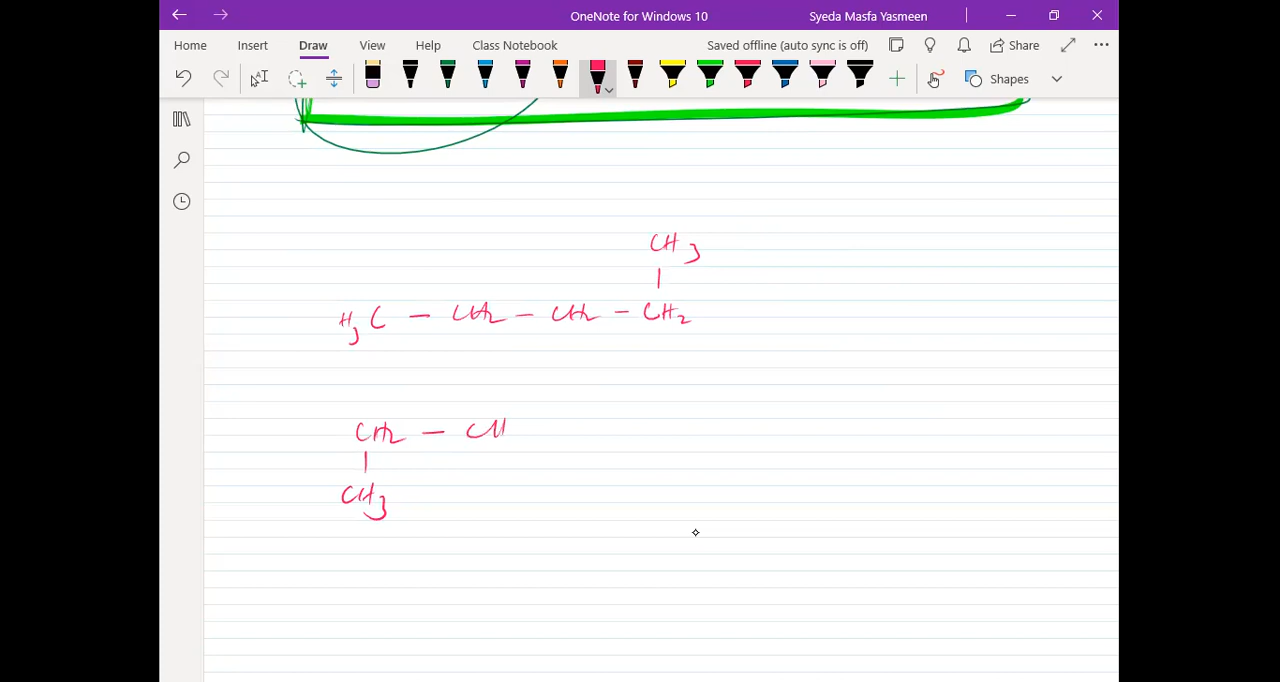 OneNote for Windows 10
Syeda Masfa Yasmeen
Home Insert Draw View Help Class Notebook Saved offline (auto sync is off) Share
Shapes
CH3
|
H3C - CH2 - CH2 - CH2
CH2 - CH
|
CH3